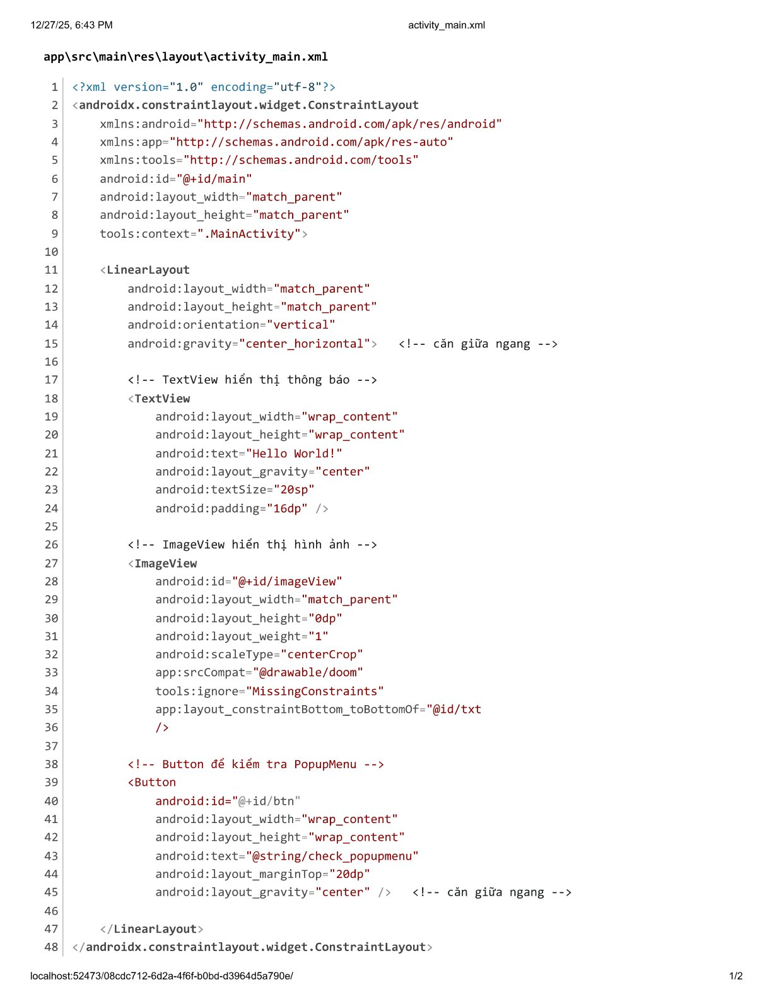 12/27/25, 6:43 PM activity_main.xml
app\src\main\res\layout\activity_main.xml
1 <?xml version="1.0" encoding="utf-8"?>
2 <androidx.constraintlayout.widget.ConstraintLayout
3     xmlns:android="http://schemas.android.com/apk/res/android"
4     xmlns:app="http://schemas.android.com/apk/res-auto"
5     xmlns:tools="http://schemas.android.com/tools"
6     android:id="@+id/main"
7     android:layout_width="match_parent"
8     android:layout_height="match_parent"
9     tools:context=".MainActivity">
10
11     <LinearLayout
12         android:layout_width="match_parent"
13         android:layout_height="match_parent"
14         android:orientation="vertical"
15         android:gravity="center_horizontal">   <!-- căn giữa ngang -->
16
17         <!-- TextView hiển thị thông báo -->
18         <TextView
19             android:layout_width="wrap_content"
20             android:layout_height="wrap_content"
21             android:text="Hello World!"
22             android:layout_gravity="center"
23             android:textSize="20sp"
24             android:padding="16dp" />
25
26         <!-- ImageView hiển thị hình ảnh -->
27         <ImageView
28             android:id="@+id/imageView"
29             android:layout_width="match_parent"
30             android:layout_height="0dp"
31             android:layout_weight="1"
32             android:scaleType="centerCrop"
33             app:srcCompat="@drawable/doom"
34             tools:ignore="MissingConstraints"
35             app:layout_constraintBottom_toBottomOf="@id/txt
36             />
37
38         <!-- Button để kiểm tra PopupMenu -->
39         <Button
40             android:id="@+id/btn"
41             android:layout_width="wrap_content"
42             android:layout_height="wrap_content"
43             android:text="@string/check_popupmenu"
44             android:layout_marginTop="20dp"
45             android:layout_gravity="center" />   <!-- căn giữa ngang -->
46
47     </LinearLayout>
48 </androidx.constraintlayout.widget.ConstraintLayout>
localhost:52473/08cdc712-6d2a-4f6f-b0bd-d3964d5a790e/ 1/2